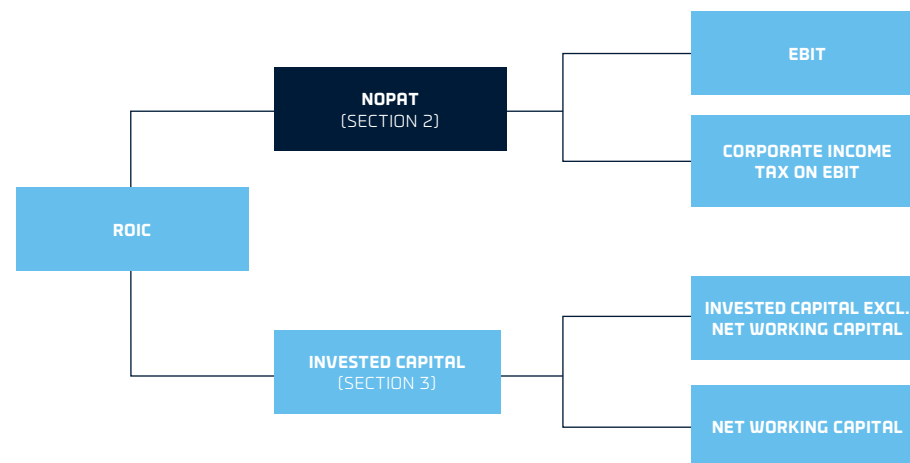 EBIT
NOPAT
(SECTION 2)
CORPORATE INCOME
TAX ON EBIT
ROIC
INVESTED CAPITAL EXCL.
NET WORKING CAPITAL
INVESTED CAPITAL
(SECTION 3)
NET WORKING CAPITAL